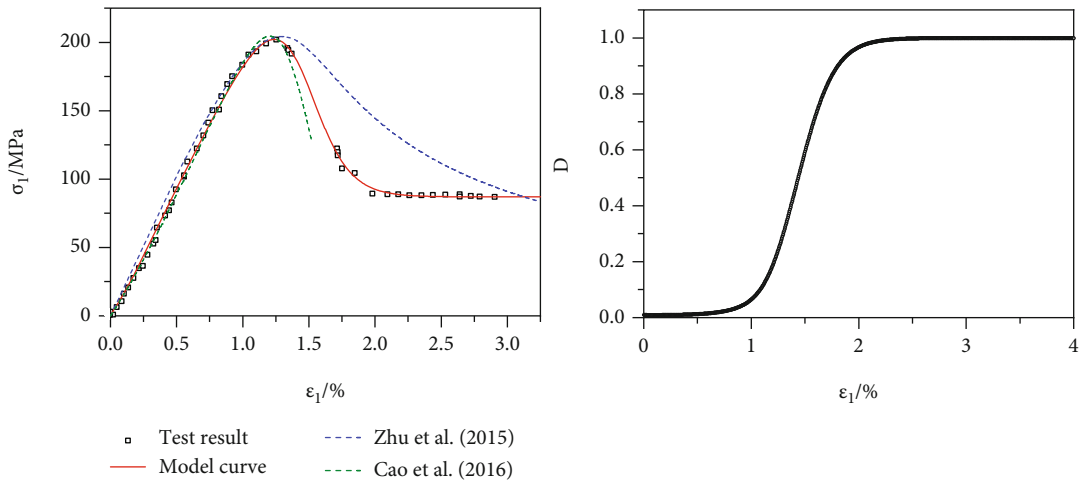 200
150
100
50
0
σ1/MPa
0.0 0.5 1.0 1.5 2.0 2.5 3.0
ε1/%
Test result
Model curve
Zhu et al. (2015)
Cao et al. (2016)
1.0
0.8
0.6
0.4
0.2
0.0
D
0 1 2 3 4
ε1/%